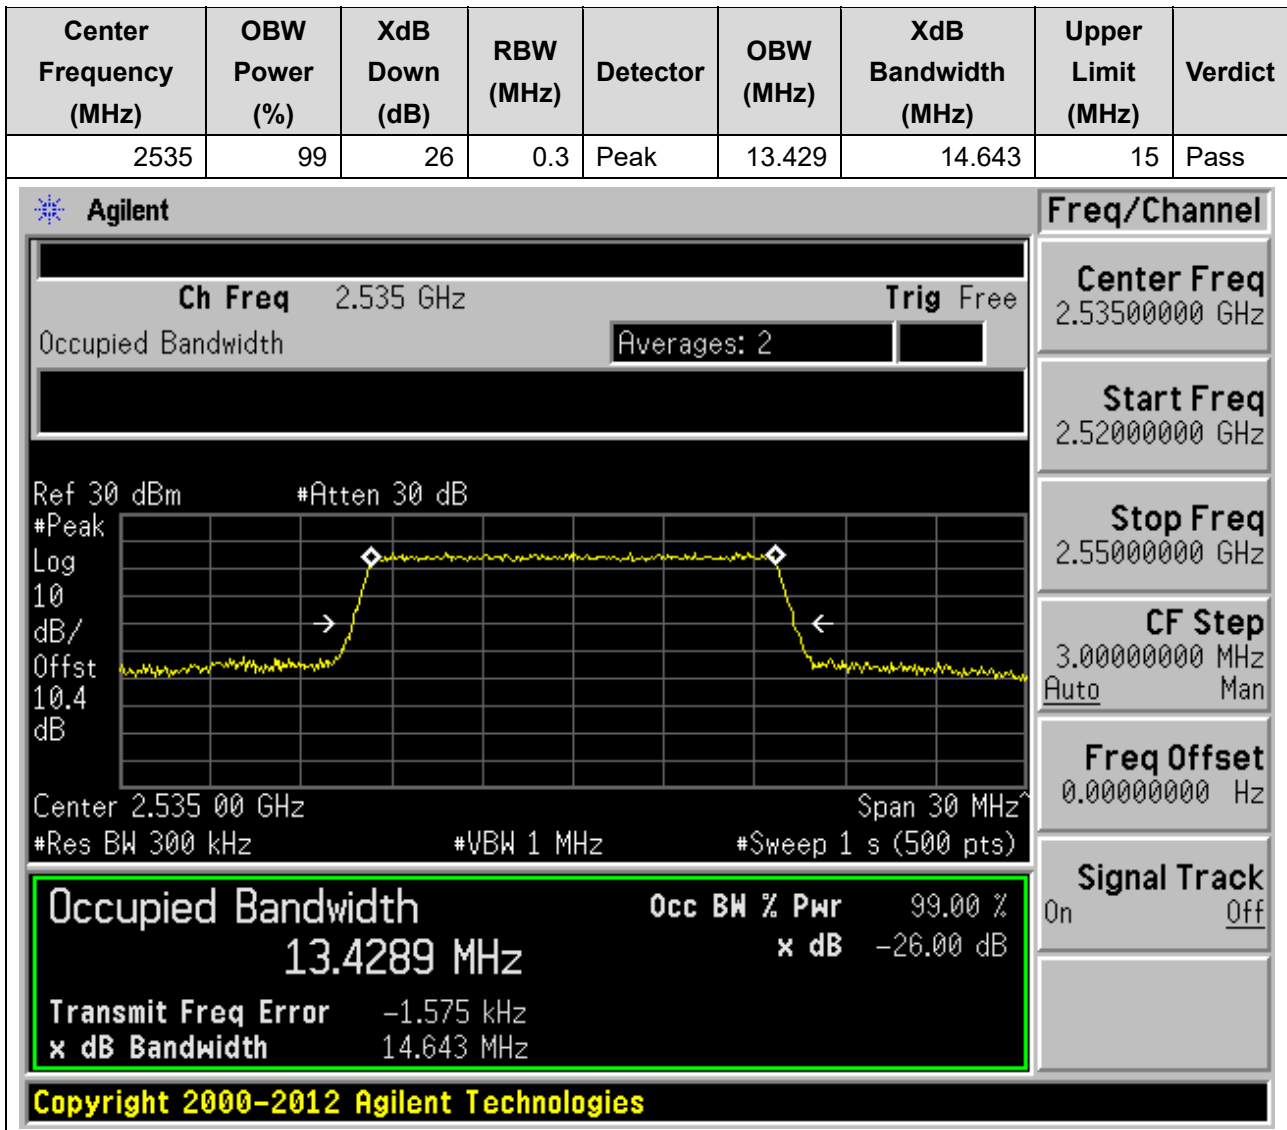 Center Frequency (MHz) OBW Power (%) XdB Down (dB) RBW (MHz) Detector OBW (MHz) XdB Bandwidth (MHz) Upper Limit (MHz) Verdict
2535 99 26 0.3 Peak 13.429 14.643 15 Pass
Agilent
Freq/Channel
Ch Freq 2.535 GHz Trig Free
Occupied Bandwidth Averages: 2
Center Freq
2.53500000 GHz
Start Freq
2.52000000 GHz
Stop Freq
2.55000000 GHz
CF Step
3.00000000 MHz
Auto Man
Freq Offset
0.00000000 Hz
Signal Track
On Off
Ref 30 dBm #Atten 30 dB
#Peak
Log
10
dB/
Offst
10.4
dB
Center 2.535 00 GHz Span 30 MHz^
#Res BW 300 kHz #VBW 1 MHz #Sweep 1 s (500 pts)
Occupied Bandwidth Occ BW % Pwr 99.00 %
13.4289 MHz x dB -26.00 dB
Transmit Freq Error -1.575 kHz
x dB Bandwidth 14.643 MHz
Copyright 2000-2012 Agilent Technologies